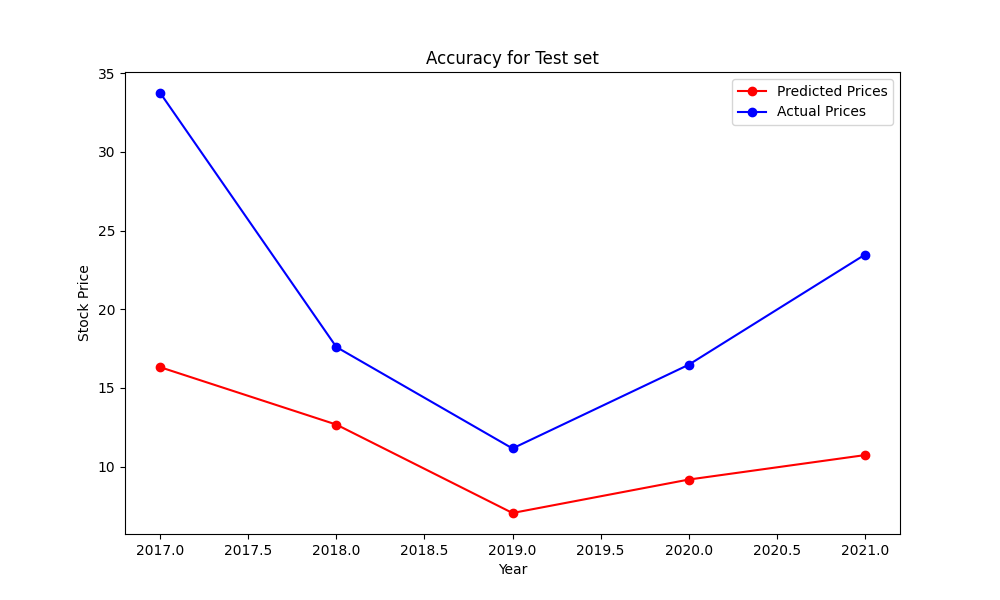 Accuracy for Test set
Predicted Prices
Actual Prices
35
30
25
20
15
10
Stock Price
2017.0 2017.5 2018.0 2018.5 2019.0 2019.5 2020.0 2020.5 2021.0
Year